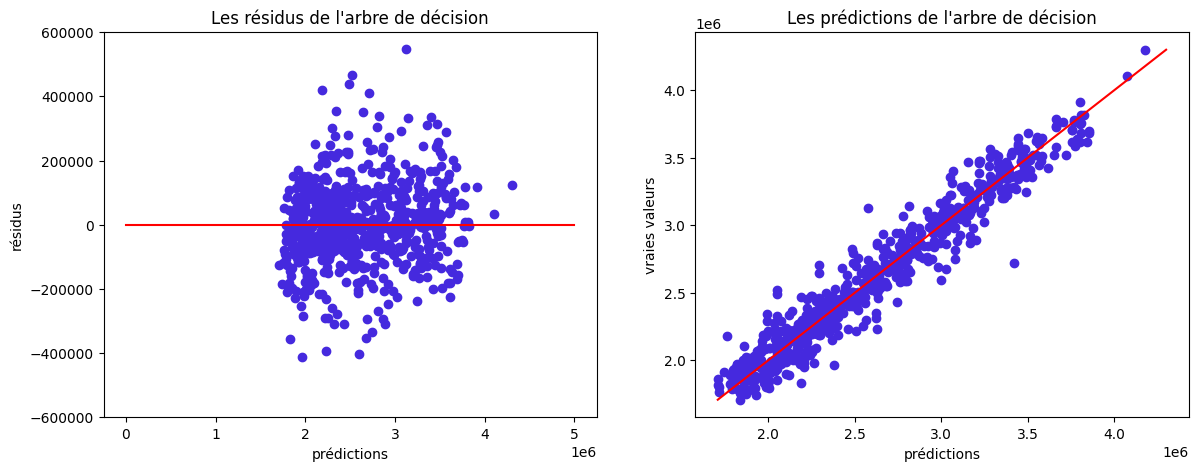 Les résidus de l'arbre de décision
600000
400000
200000
0
−200000
−400000
−600000
résidus
0 1 2 3 4 5
1e6
prédictions
Les prédictions de l'arbre de décision
1e6
4.0
3.5
3.0
2.5
2.0
vraies valeurs
2.0 2.5 3.0 3.5 4.0
1e6
prédictions